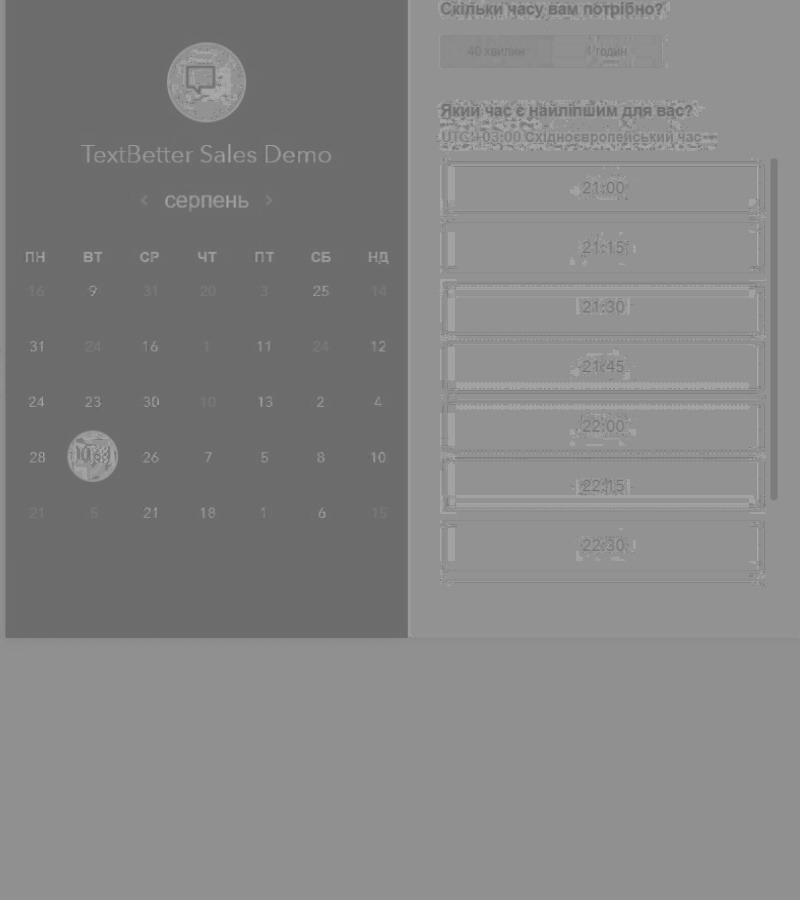 TextBetter Sales Demo
‹ серпень ›
ПН ВТ СР ЧТ ПТ СБ НД
16 9 31 20 3 25 14
31 24 16 1 11 24 12
24 23 30 10 13 2 4
28 26 7 5 8 10
21 5 21 18 1 6 15
Скільки часу вам потрібно?
40 хвилин 4 годин
Який час є найліпшим для вас?
UTC +03:00 Східноєвропейський час
21:00
21:15
21:30
21:45
22:00
22:15
22:30